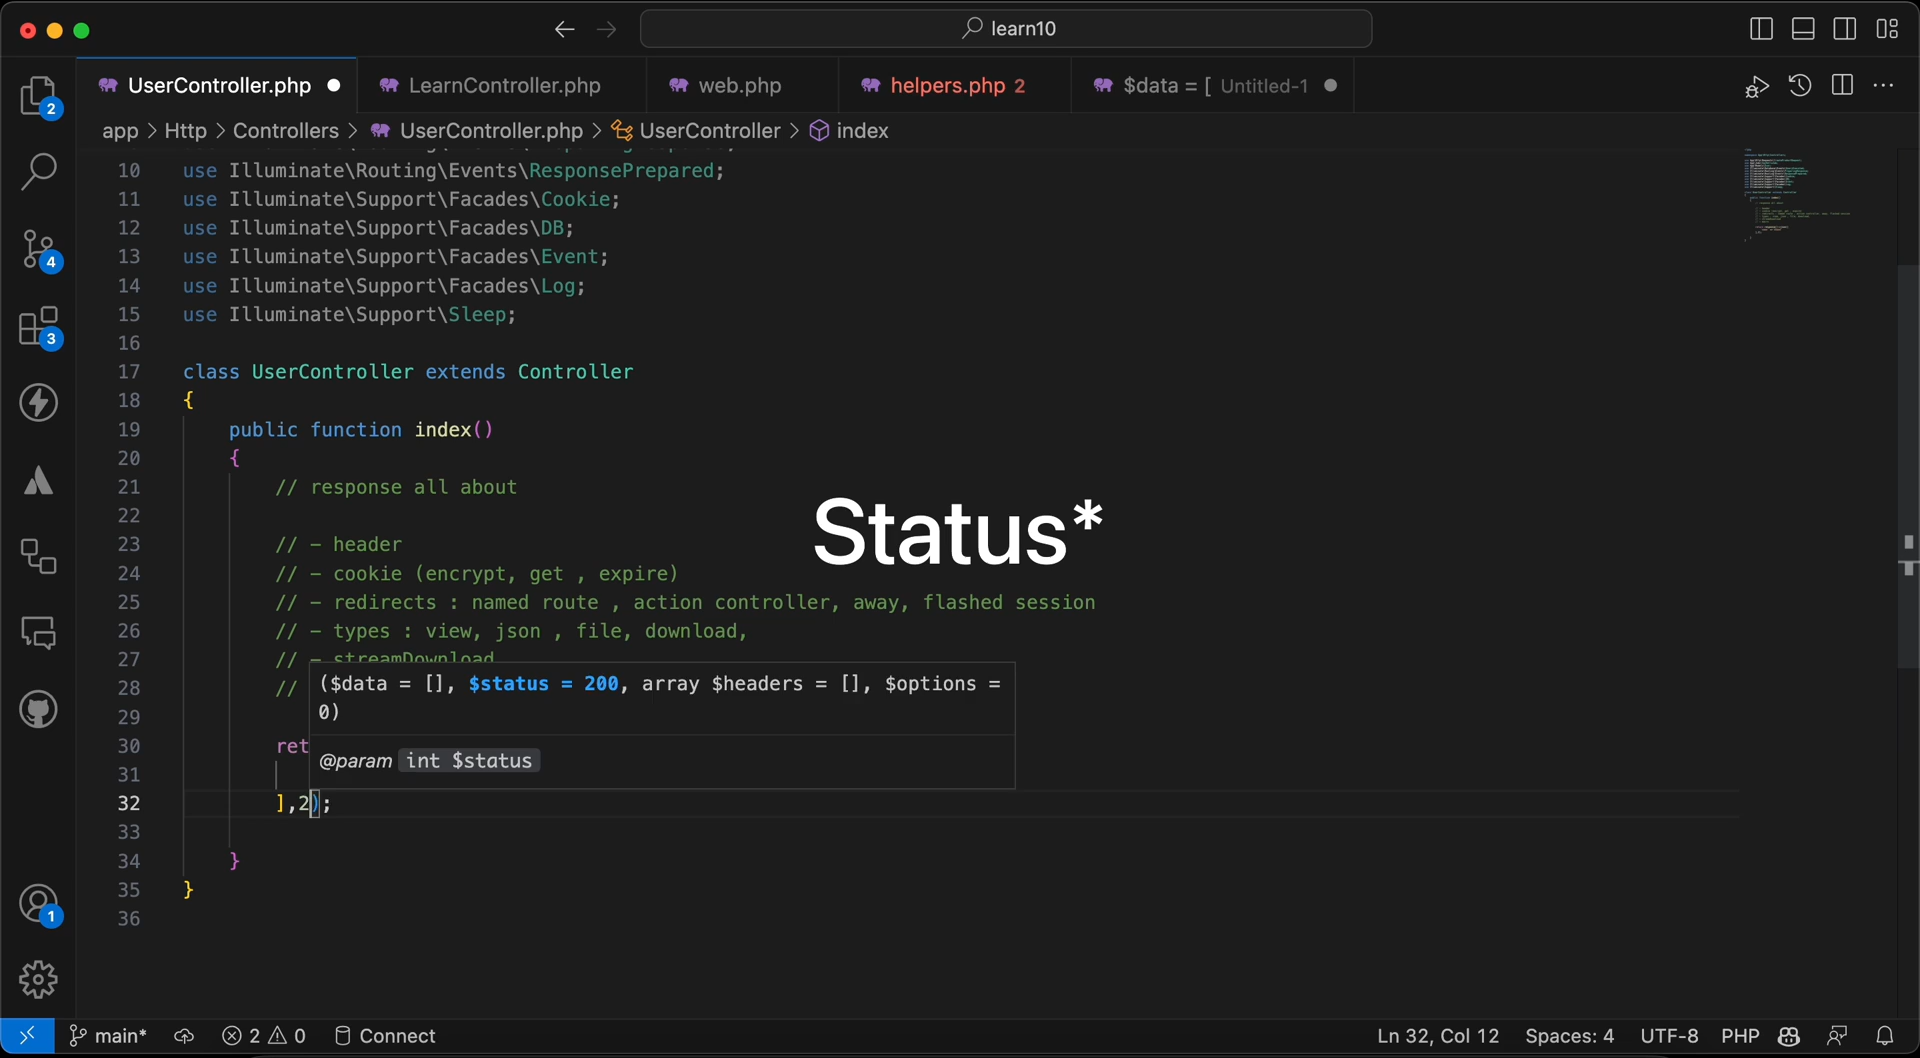 learn10
UserController.php
LearnController.php
web.php
helpers.php 2
$data = [ Untitled-1
app > Http > Controllers > UserController.php > UserController > index
10 use Illuminate\Routing\Events\ResponsePrepared;
11 use Illuminate\Support\Facades\Cookie;
12 use Illuminate\Support\Facades\DB;
13 use Illuminate\Support\Facades\Event;
14 use Illuminate\Support\Facades\Log;
15 use Illuminate\Support\Sleep;
16
17 class UserController extends Controller
18 {
19 public function index()
20 {
21 // response all about
22
Status*
23 // - header
24 // - cookie (encrypt, get , expire)
25 // - redirects : named route , action controller, away, flashed session
26 // - types : view, json , file, download,
27 // - streamDownload
28 //
($data = [], $status = 200, array $headers = [], $options =
0)
29
30 ret
@param int $status
31
32 ],2);
33
34 }
35 }
36
2
4
3
1
main*
2
0
Connect
Ln 32, Col 12
Spaces: 4
UTF-8
PHP